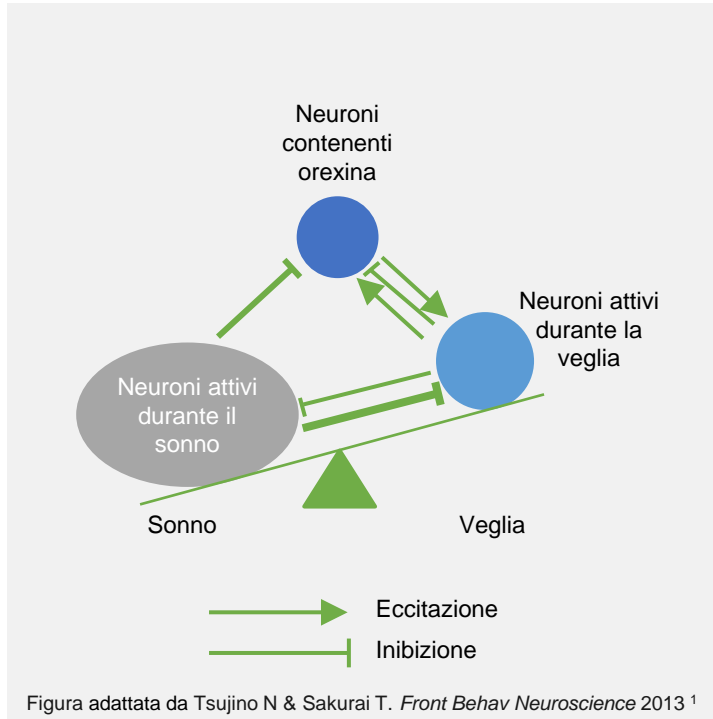 Neuroni
contenenti
orexina
Neuroni attivi
durante la
veglia
Neuroni attivi
durante il
sonno
Sonno
Veglia
Eccitazione
Inibizione
Figura adattata da Tsujino N & Sakurai T. Front Behav Neuroscience 2013 ¹